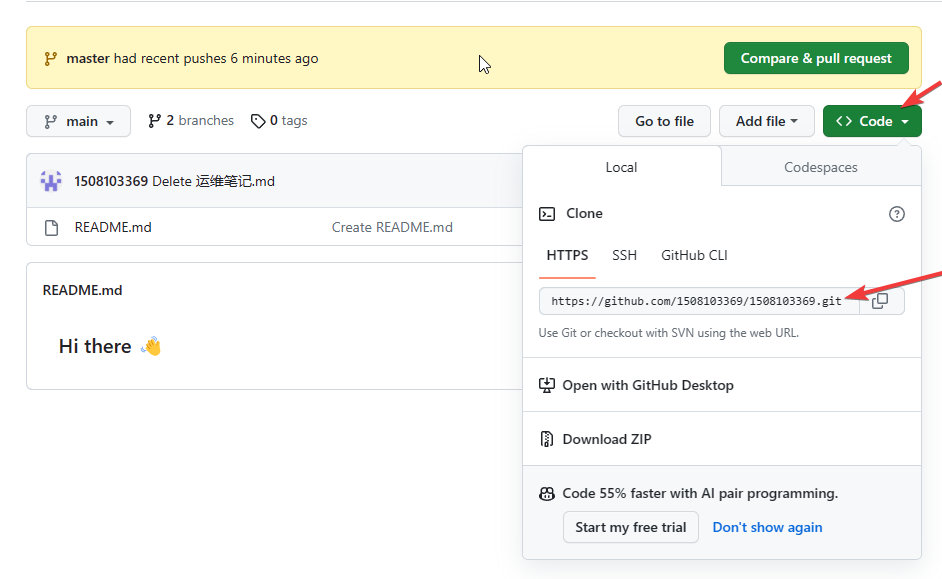 master had recent pushes 6 minutes ago
Compare & pull request
main
2 branches
0 tags
Go to file
Add file
Code
Local
Codespaces
1508103369 Delete 运维笔记.md
README.md
Create README.md
Clone
HTTPS
SSH
GitHub CLI
https://github.com/1508103369/1508103369.git
Use Git or checkout with SVN using the web URL.
README.md
Hi there 👋
Open with GitHub Desktop
Download ZIP
Code 55% faster with AI pair programming.
Start my free trial
Don't show again